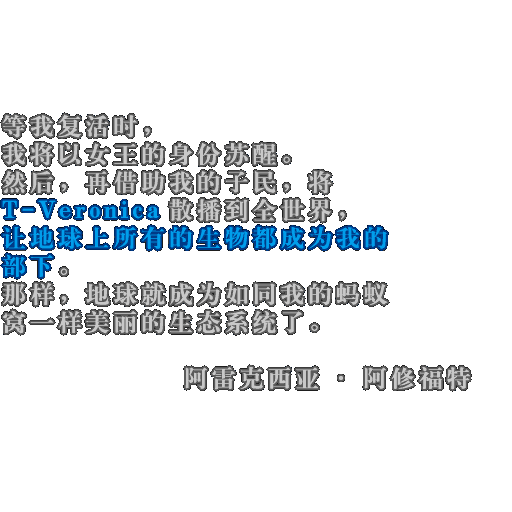 等我复活时，
我将以女王的身份苏醒。
然后，再借助我的子民，将
T-Veronica 散播到全世界，
让地球上所有的生物都成为我的
部下。
那样，地球就成为如同我的蚂蚁
窝一样美丽的生态系统了。
阿雷克西亚 · 阿修福特